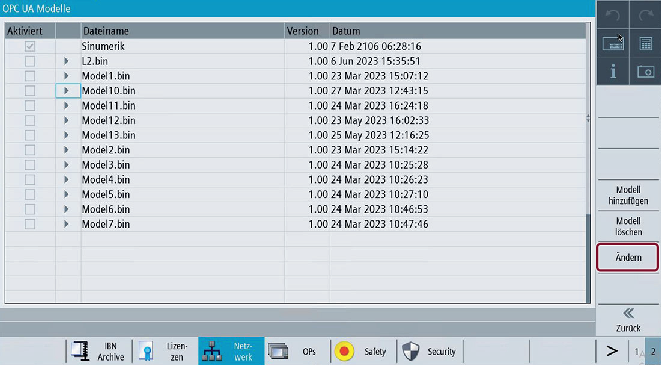 OPC UA Modelle
Aktiviert Dateiname Version Datum
Sinumerik 1.00 7 Feb 2106 06:28:16
L2.bin 1.00 6 Jun 2023 15:35:51
Model1.bin 1.00 23 Mar 2023 15:07:12
Model10.bin 1.00 27 Mar 2023 12:43:15
Model11.bin 1.00 24 Mar 2023 16:24:18
Model12.bin 1.00 23 May 2023 16:02:33
Model13.bin 1.00 25 May 2023 12:16:25
Model2.bin 1.00 23 Mar 2023 15:14:22
Model3.bin 1.00 24 Mar 2023 10:25:28
Model4.bin 1.00 24 Mar 2023 10:26:23
Model5.bin 1.00 24 Mar 2023 10:27:10
Model6.bin 1.00 24 Mar 2023 10:46:53
Model7.bin 1.00 24 Mar 2023 10:47:46
Modell
hinzufügen
Modell
löschen
Ändern
Zurück
IBN
Archive
Lizen-
zen
Netz-
werk
OPs
Safety
Security
1
2